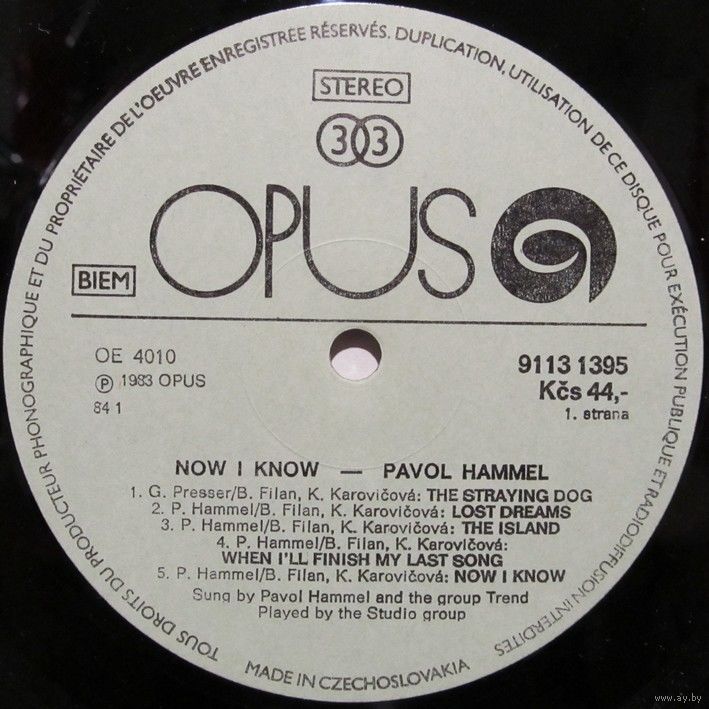 TOUS DROITS DU PRODUCTEUR PHONOGRAPHIQUE ET DU PROPRIÉTAIRE DE L'OEUVRE ENREGISTRÉE RÉSERVÉS. DUPLICATION, UTILISATION DE CE DISQUE POUR EXÉCUTION PUBLIQUE ET RADIODIFFUSION INTERDITES
STEREO
33
OPUS
BIEM
OE 4010
9113 1395
Ⓟ 1983 OPUS
Kčs 44,-
84 1
1. strana
NOW I KNOW — PAVOL HAMMEL
1. G. Presser/B. Filan, K. Karovičová: THE STRAYING DOG
2. P. Hammel/B. Filan, K. Karovičová: LOST DREAMS
3. P. Hammel/B. Filan, K. Karovičová: THE ISLAND
4. P. Hammel/B. Filan, K. Karovičová:
WHEN I'LL FINISH MY LAST SONG
5. P. Hammel/B. Filan, K. Karovičová: NOW I KNOW
Sung by Pavol Hammel and the group Trend
Played by the Studio group
MADE IN CZECHOSLOVAKIA
www.ay.by